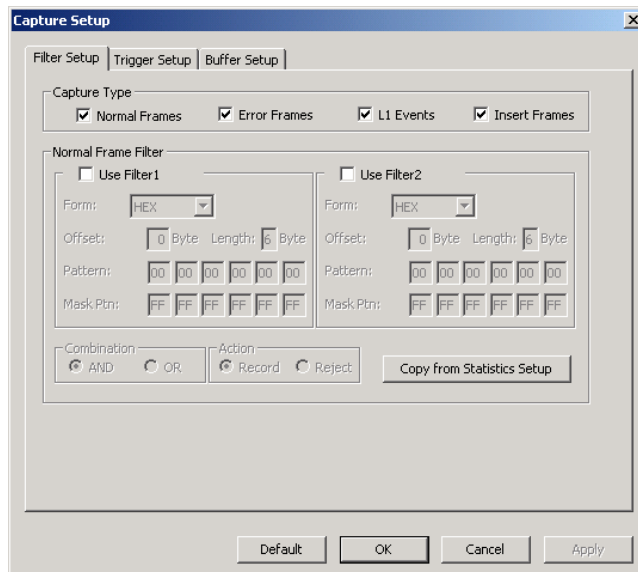 Capture Setup
Filter Setup Trigger Setup Buffer Setup
Capture Type
Normal Frames Error Frames L1 Events Insert Frames
Normal Frame Filter
Use Filter1 Use Filter2
Form: HEX Form: HEX
Offset: 0 Byte Length: 6 Byte Offset: 0 Byte Length: 6 Byte
Pattern: 00 00 00 00 00 00 Pattern: 00 00 00 00 00 00
Mask Ptn: FF FF FF FF FF FF Mask Ptn: FF FF FF FF FF FF
Combination Action
AND OR Record Reject Copy from Statistics Setup
Default OK Cancel Apply